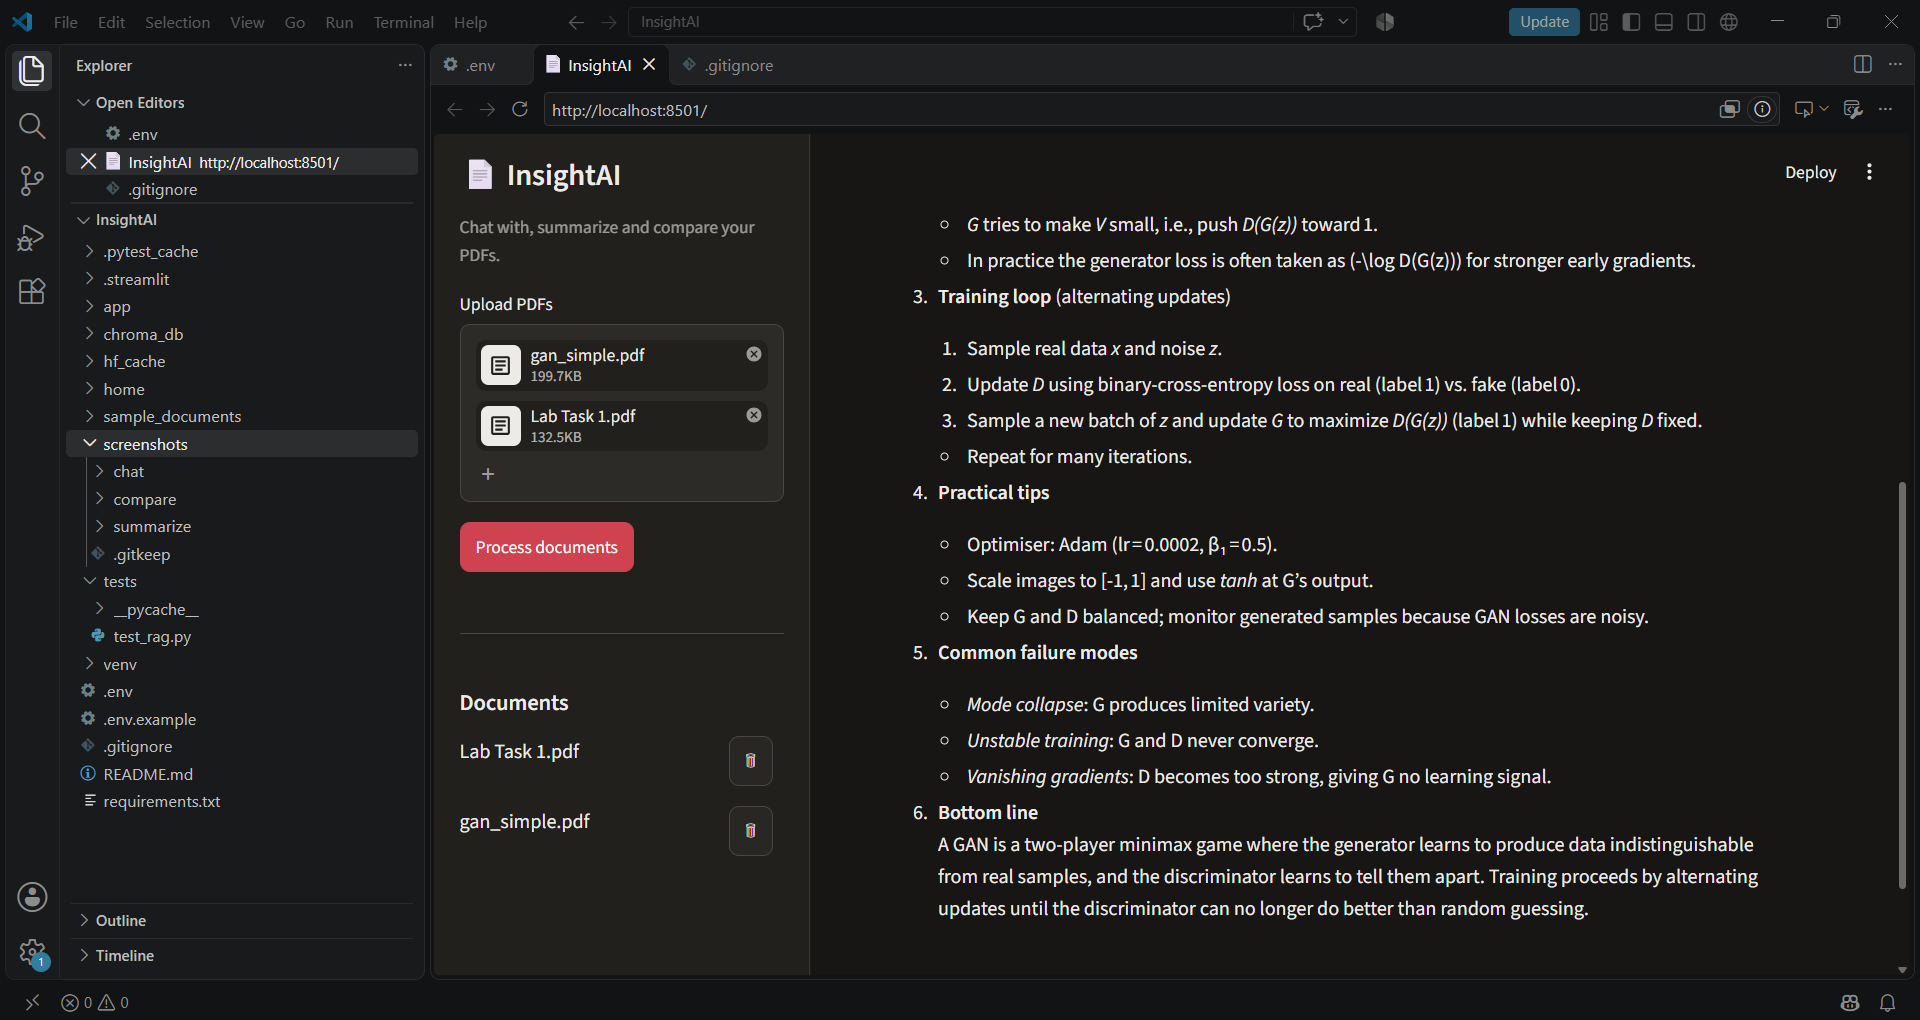 File Edit Selection View Go Run Terminal Help
InsightAI
Update
Explorer
Open Editors
.env
InsightAI http://localhost:8501/
.gitignore
InsightAI
.pytest_cache
.streamlit
app
chroma_db
hf_cache
home
sample_documents
screenshots
chat
compare
summarize
.gitkeep
tests
__pycache__
test_rag.py
venv
.env
.env.example
.gitignore
README.md
requirements.txt
Outline
Timeline
1
0 0
.env
InsightAI
.gitignore
http://localhost:8501/
InsightAI
Chat with, summarize and compare your
PDFs.
Upload PDFs
gan_simple.pdf
199.7KB
Lab Task 1.pdf
132.5KB
Process documents
Documents
Lab Task 1.pdf
gan_simple.pdf
Deploy
G tries to make V small, i.e., push D(G(z)) toward 1.
In practice the generator loss is often taken as (-\log D(G(z))) for stronger early gradients.
3. Training loop (alternating updates)
1. Sample real data x and noise z.
2. Update D using binary-cross-entropy loss on real (label 1) vs. fake (label 0).
3. Sample a new batch of z and update G to maximize D(G(z)) (label 1) while keeping D fixed.
Repeat for many iterations.
4. Practical tips
Optimiser: Adam (lr = 0.0002, β₁ = 0.5).
Scale images to [-1, 1] and use tanh at G’s output.
Keep G and D balanced; monitor generated samples because GAN losses are noisy.
5. Common failure modes
Mode collapse: G produces limited variety.
Unstable training: G and D never converge.
Vanishing gradients: D becomes too strong, giving G no learning signal.
6. Bottom line
A GAN is a two-player minimax game where the generator learns to produce data indistinguishable
from real samples, and the discriminator learns to tell them apart. Training proceeds by alternating
updates until the discriminator can no longer do better than random guessing.